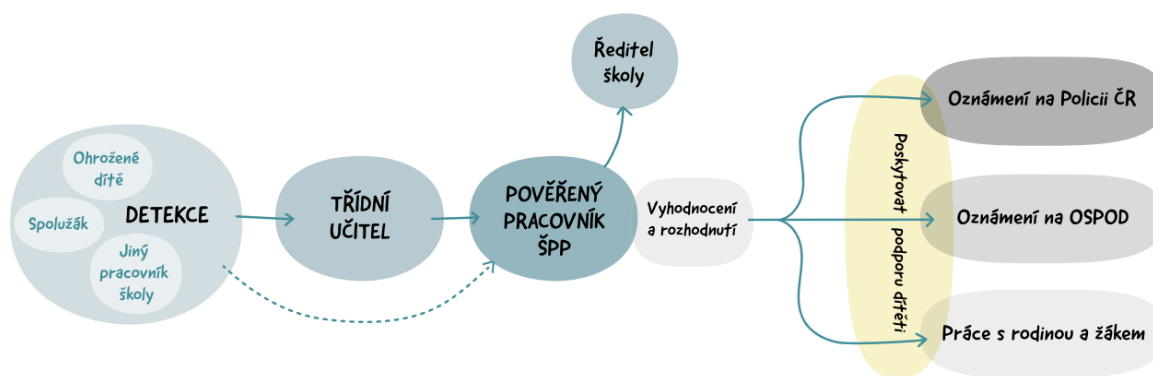 Ohrožené
dítě
Spolužák
DETEKCE
Jiný
pracovník
školy
TŘÍDNÍ
UČITEL
POVĚŘENÝ
PRACOVNÍK
ŠPP
Ředitel
školy
Vyhodnocení
a rozhodnutí
Poskytovat podporu dítěti
Oznámení na Policii ČR
Oznámení na OSPOD
Práce s rodinou a žákem